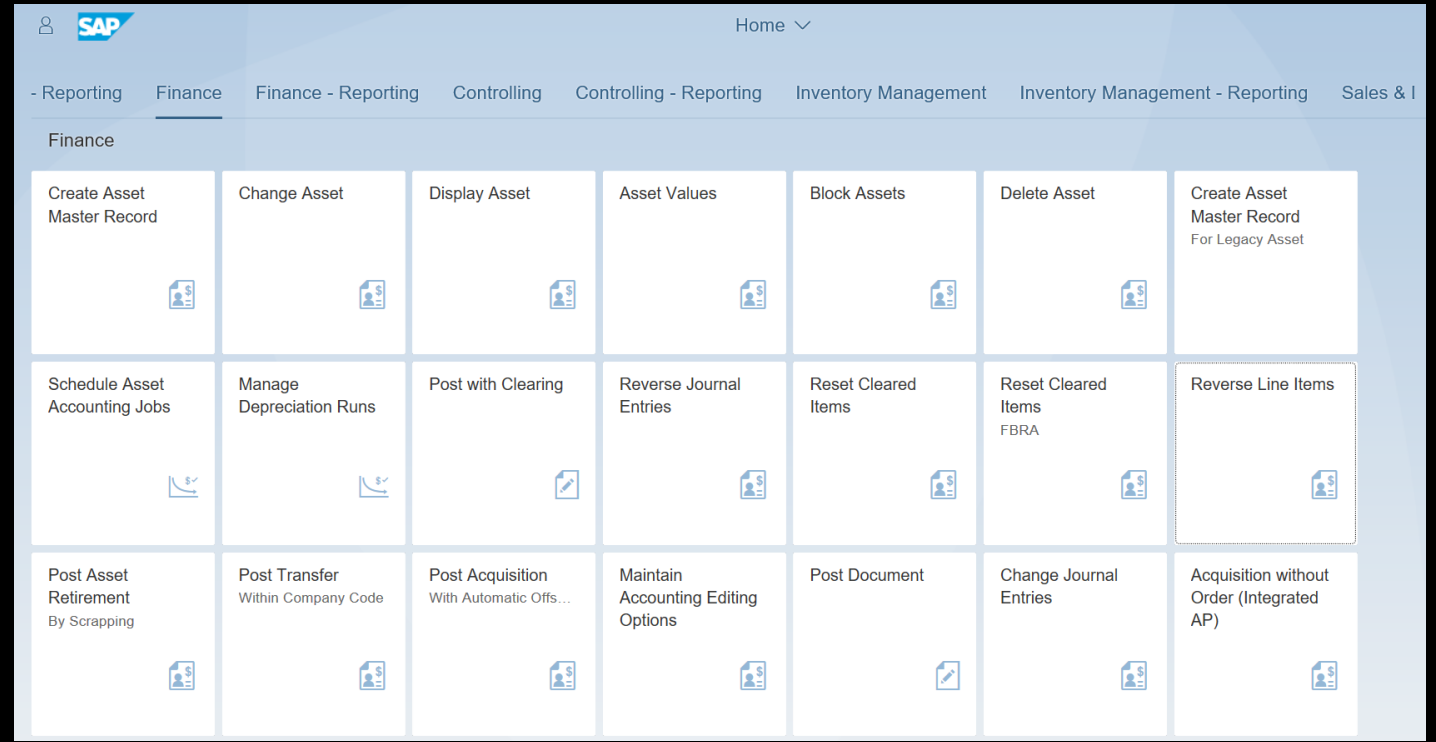 SAP
Home
- Reporting
Finance
Finance - Reporting
Controlling
Controlling - Reporting
Inventory Management
Inventory Management - Reporting
Sales & I
Finance
Create Asset
Master Record
Change Asset
Display Asset
Asset Values
Block Assets
Delete Asset
Create Asset
Master Record
For Legacy Asset
Schedule Asset
Accounting Jobs
Manage
Depreciation Runs
Post with Clearing
Reverse Journal
Entries
Reset Cleared
Items
Reset Cleared
Items
FBRA
Reverse Line Items
Post Asset
Retirement
By Scrapping
Post Transfer
Within Company Code
Post Acquisition
With Automatic Offs…
Maintain
Accounting Editing
Options
Post Document
Change Journal
Entries
Acquisition without
Order (Integrated
AP)